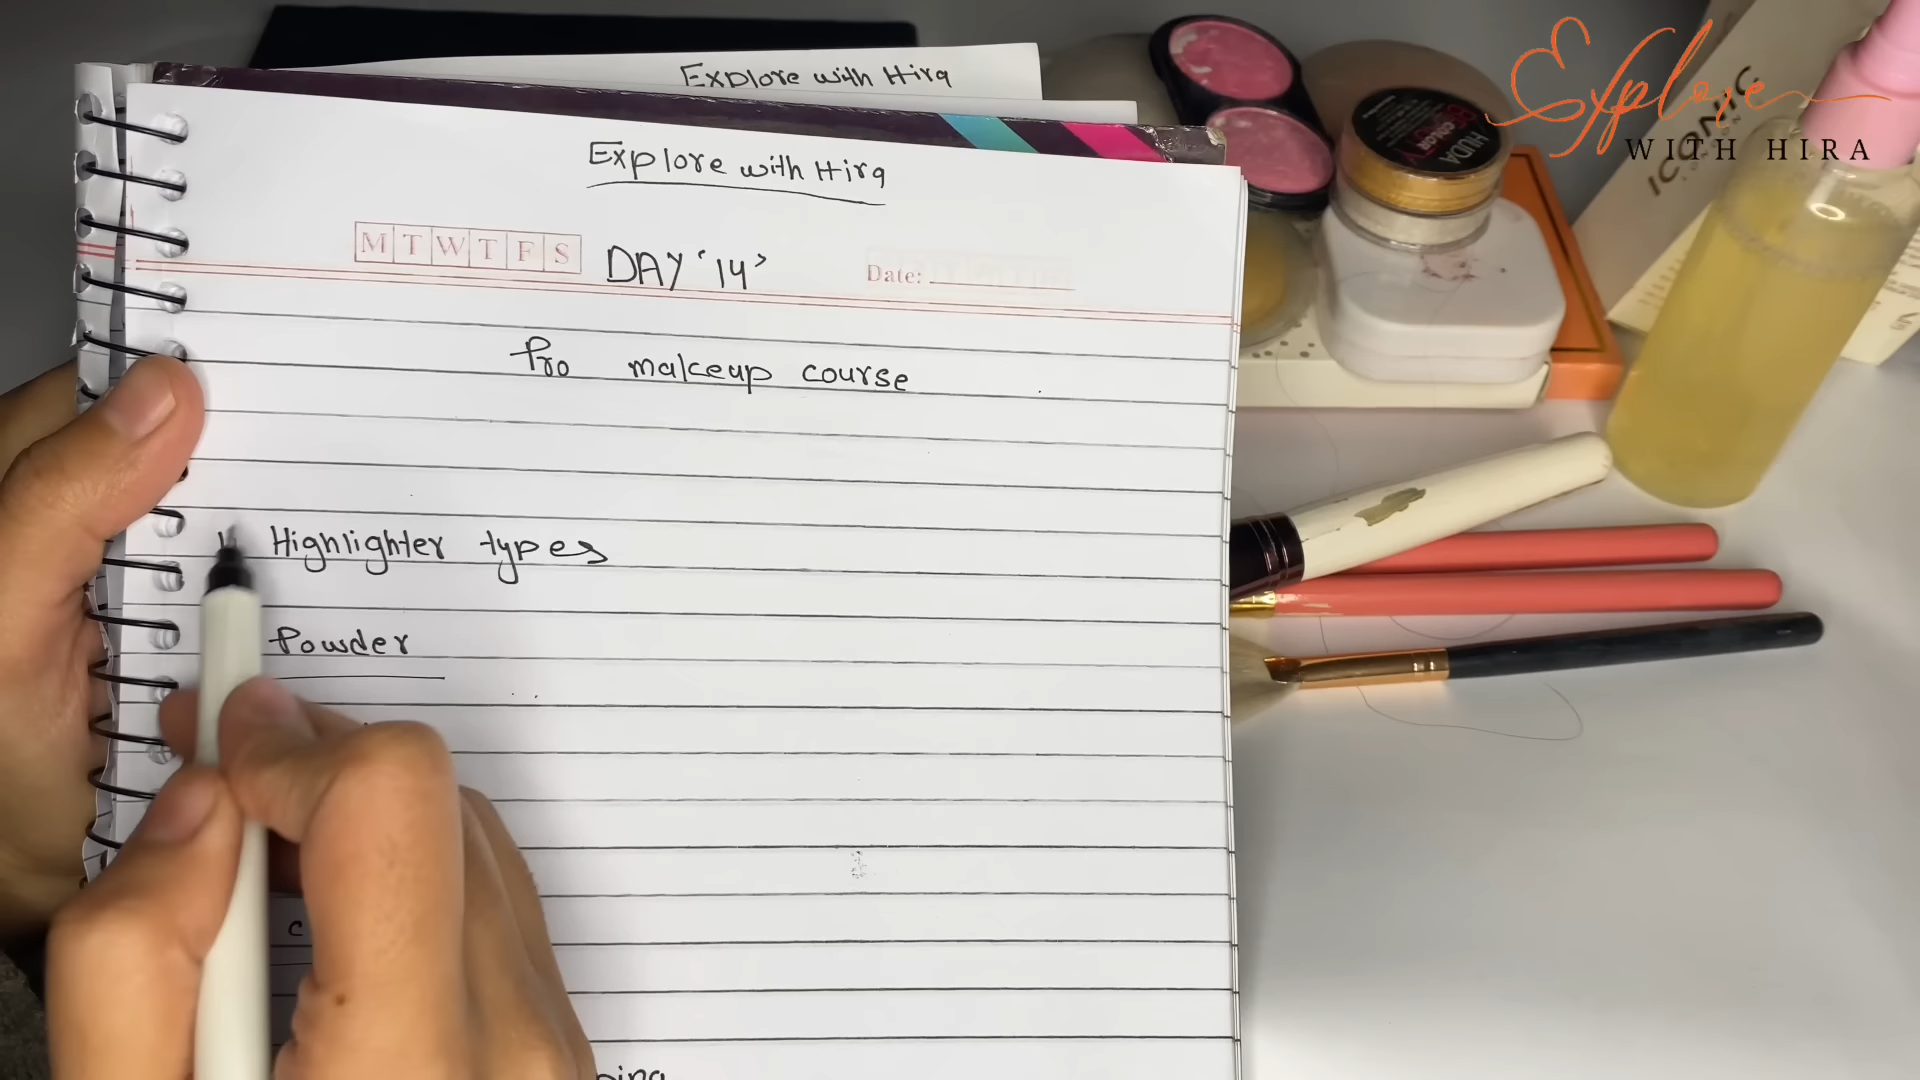 Explore with Hira
Explore with Hira
M T W T F S
DAY '14'
Date:
Pro makeup course
Highlighter types
Powder
c
Explore
WITH HIRA
ICONIC
HUDA